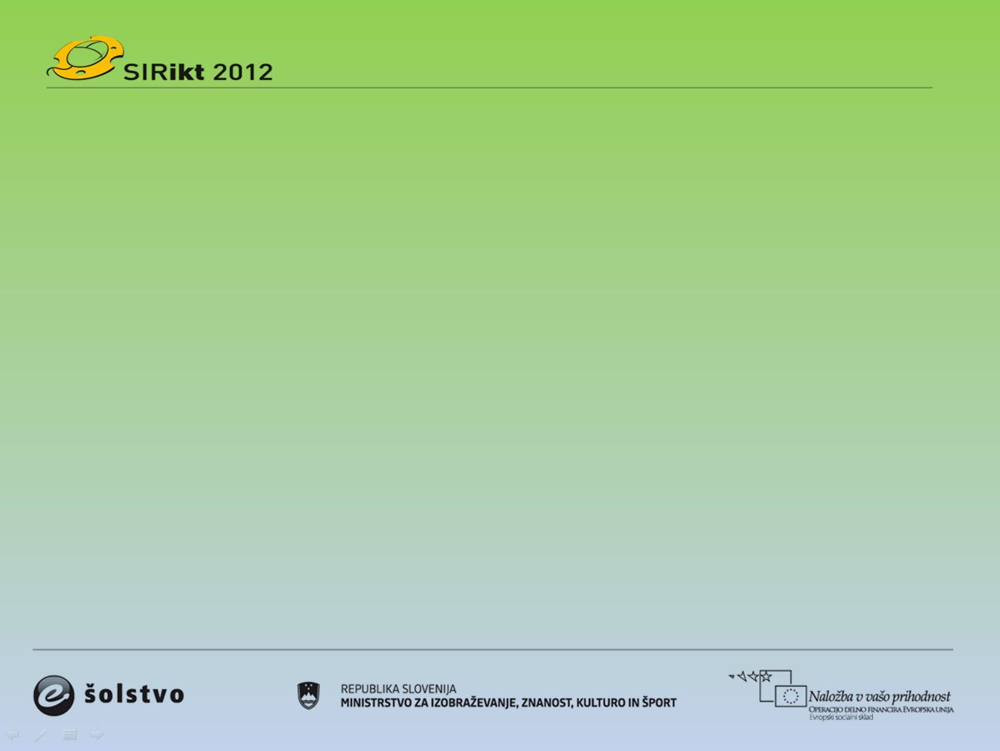 SIRikt 2012
e šolstvo
REPUBLIKA SLOVENIJA
MINISTRSTVO ZA IZOBRAŽEVANJE, ZNANOST, KULTURO IN ŠPORT
Naložba v vašo prihodnost
OPERACIJO DELNO FINANCIRA EVROPSKA UNIJA
Evropski socialni sklad